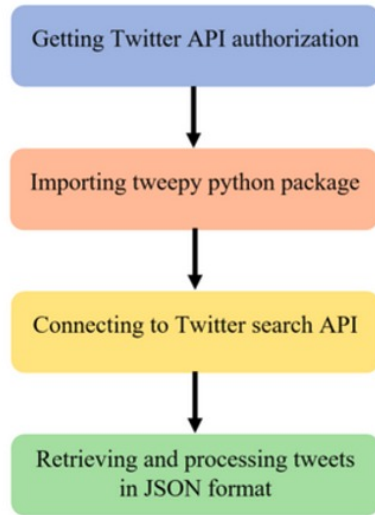 Getting Twitter API authorization
Importing tweepy python package
Connecting to Twitter search API
Retrieving and processing tweets
in JSON format